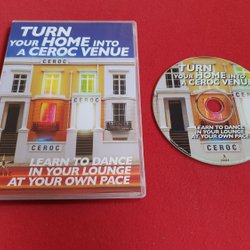 TURN
YOUR HOME INTO
A CEROC VENUE
CEROC
CEROC
LEARN TO DANCE
IN YOUR LOUNGE
AT YOUR OWN PACE
TURN
YOUR HOME INTO
A CEROC VENUE
CEROC
LEARN TO DANCE
IN YOUR LOUNGE
AT YOUR OWN PACE